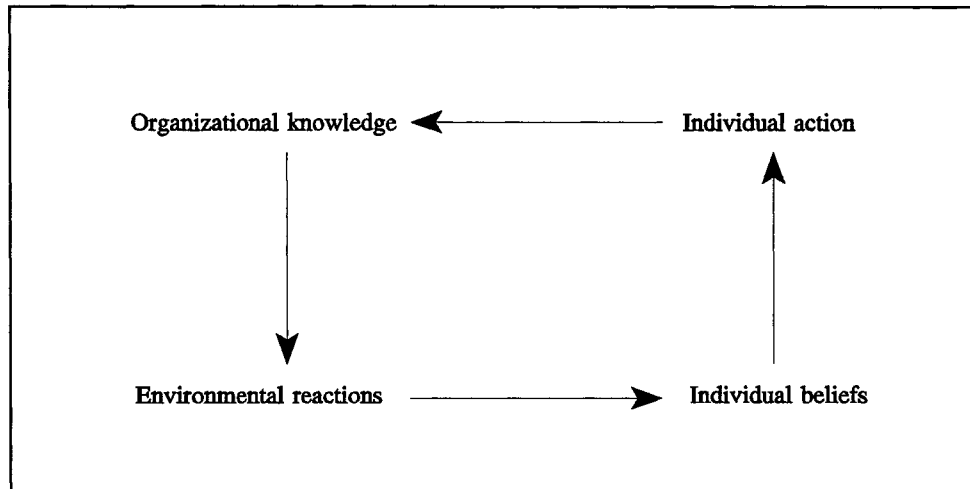 Organizational knowledge
Individual action
Environmental reactions
Individual beliefs